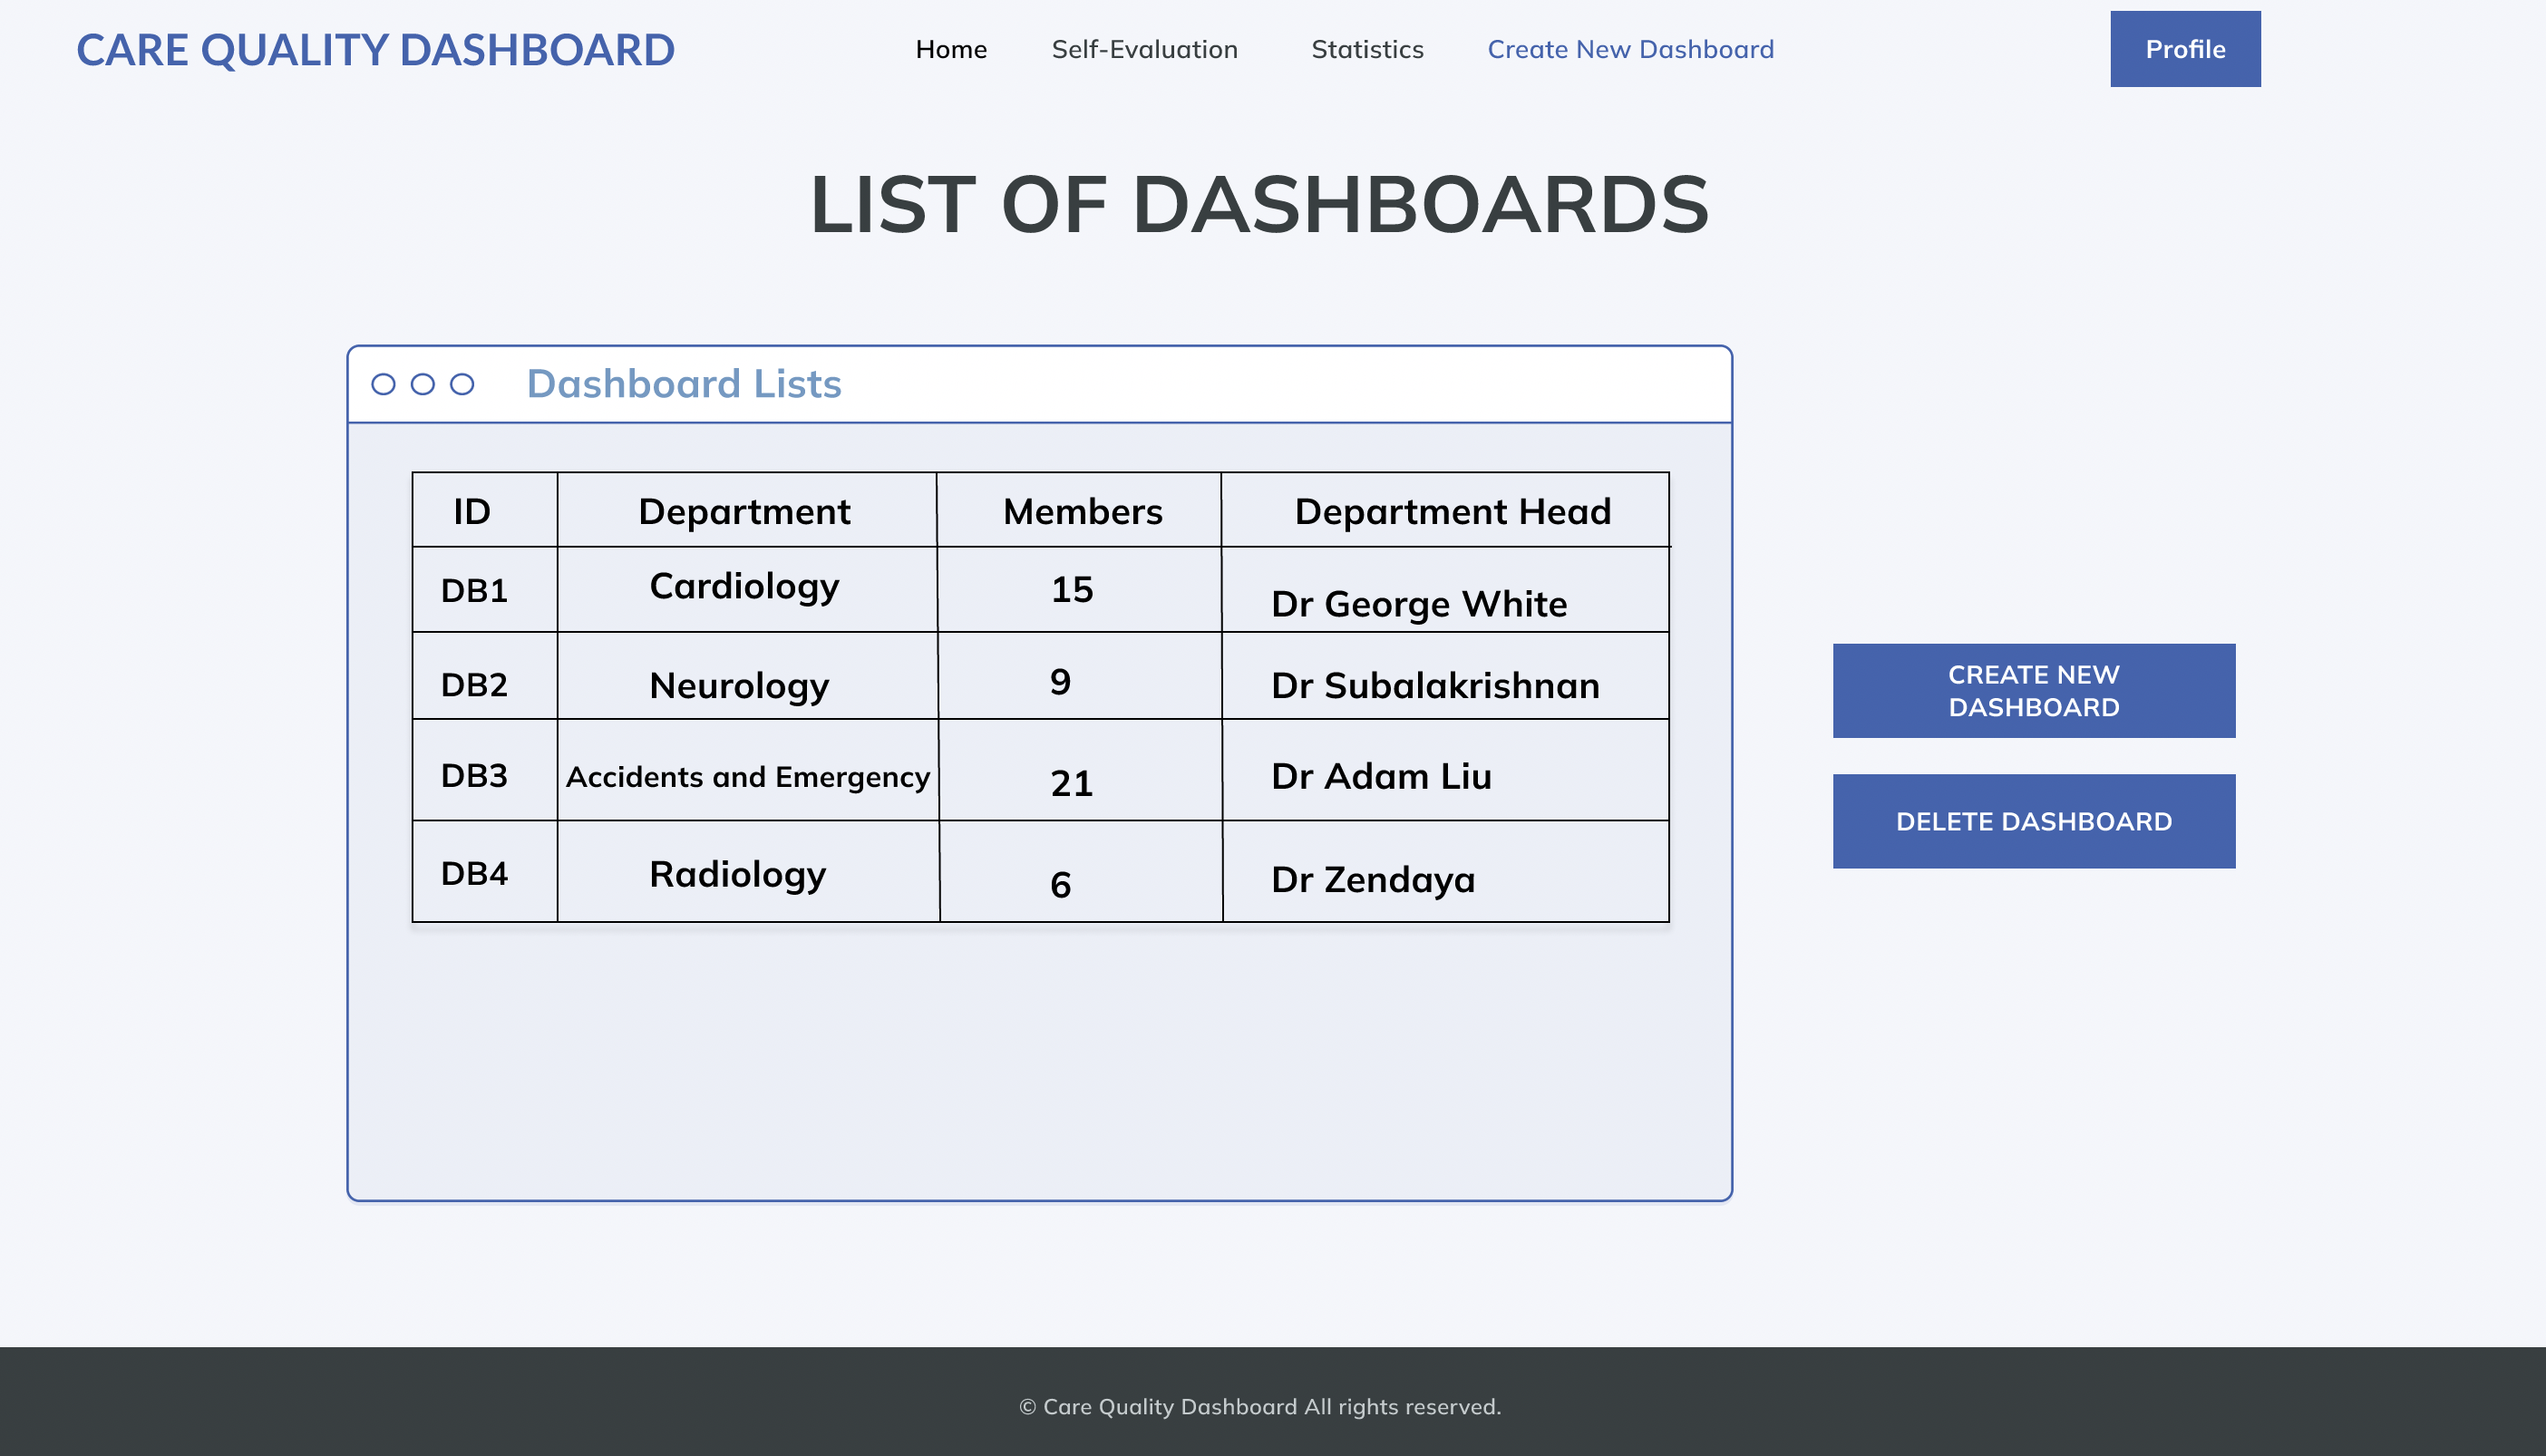 CARE QUALITY DASHBOARD
Home Self-Evaluation Statistics Create New Dashboard Profile
LIST OF DASHBOARDS
Dashboard Lists
ID Department Members Department Head
DB1 Cardiology 15 Dr George White
DB2 Neurology 9 Dr Subalakrishnan
DB3 Accidents and Emergency 21 Dr Adam Liu
DB4 Radiology 6 Dr Zendaya
CREATE NEW
DASHBOARD
DELETE DASHBOARD
© Care Quality Dashboard All rights reserved.